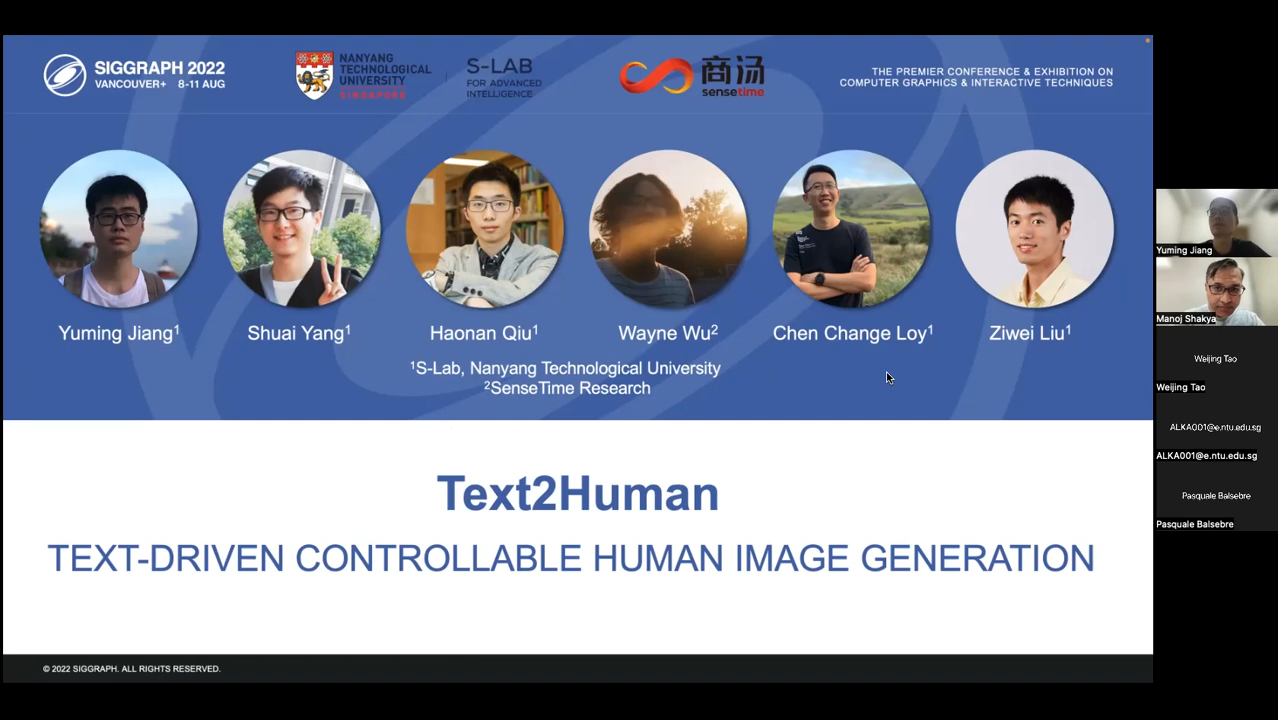 SIGGRAPH 2022
VANCOUVER+ 8-11 AUG
NANYANG
TECHNOLOGICAL
UNIVERSITY
SINGAPORE
S-LAB
FOR ADVANCED
INTELLIGENCE
商汤
sensetime
THE PREMIER CONFERENCE & EXHIBITION ON
COMPUTER GRAPHICS & INTERACTIVE TECHNIQUES
Yuming Jiang¹
Shuai Yang¹
Haonan Qiu¹
Wayne Wu²
Chen Change Loy¹
Ziwei Liu¹
¹S-Lab, Nanyang Technological University
²SenseTime Research
Text2Human
TEXT-DRIVEN CONTROLLABLE HUMAN IMAGE GENERATION
© 2022 SIGGRAPH. ALL RIGHTS RESERVED.
Yuming Jiang
Manoj Shakya
Weijing Tao
Weijing Tao
ALKA001@e.ntu.edu.sg
ALKA001@e.ntu.edu.sg
Pasquale Balsebre
Pasquale Balsebre